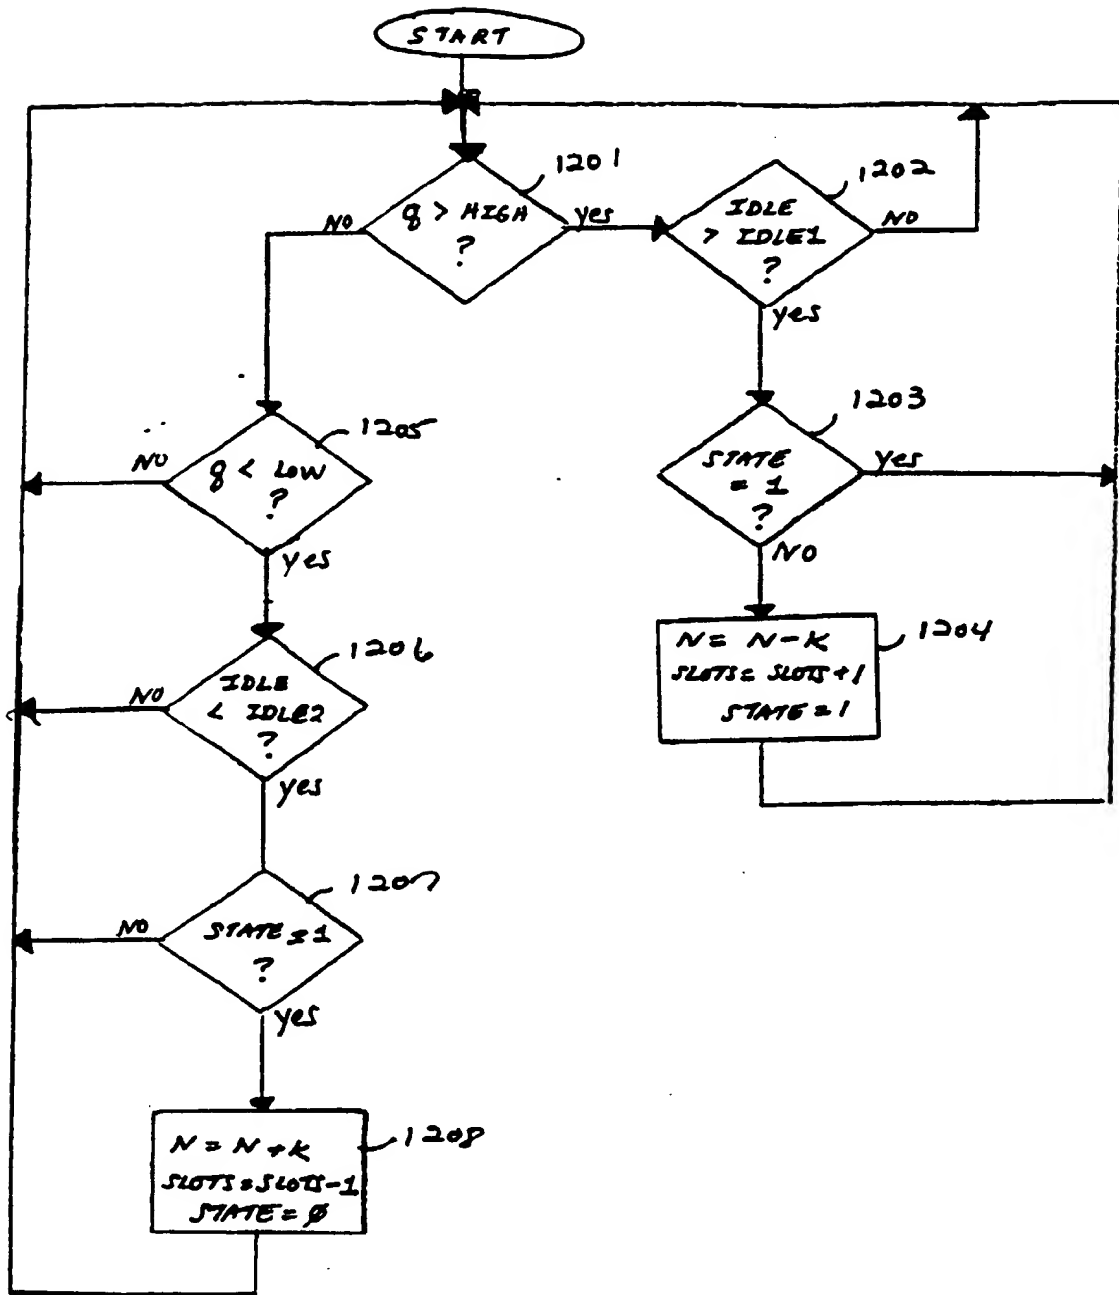 START
1201
q > HIGH
?
NO
yes
1202
IDLE
> IDLE1
?
NO
yes
1203
STATE
= 1
?
yes
NO
1204
N = N-K
SLOTS = SLOTS+1
STATE = 1
1205
q < LOW
?
NO
yes
1206
IDLE
< IDLE2
?
NO
yes
1207
STATE = 1
?
NO
yes
1208
N = N+K
SLOTS = SLOTS-1
STATE = Ø